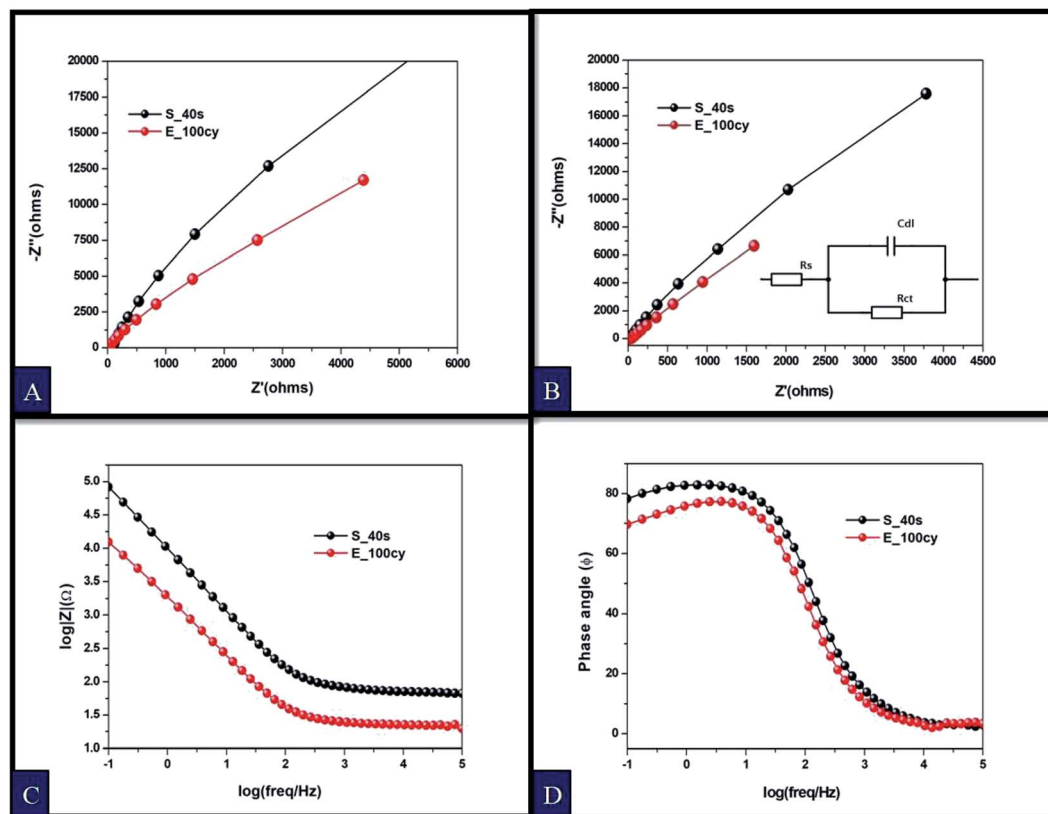 20000
17500
15000
12500
10000
7500
5000
2500
0
-Z''(ohms)
S_40s
E_100cy
0 1000 2000 3000 4000 5000 6000
Z'(ohms)
A
20000
18000
16000
14000
12000
10000
8000
6000
4000
2000
0
-Z''(ohms)
S_40s
E_100cy
Cdl
Rs
Rct
0 500 1000 1500 2000 2500 3000 3500 4000 4500
Z'(ohms)
B
5.0
4.5
4.0
3.5
3.0
2.5
2.0
1.5
1.0
log|Z|(Ω)
S_40s
E_100cy
-1 0 1 2 3 4 5
log(freq/Hz)
C
80
60
40
20
0
Phase angle (ϕ)
S_40s
E_100cy
-1 0 1 2 3 4 5
log(freq/Hz)
D